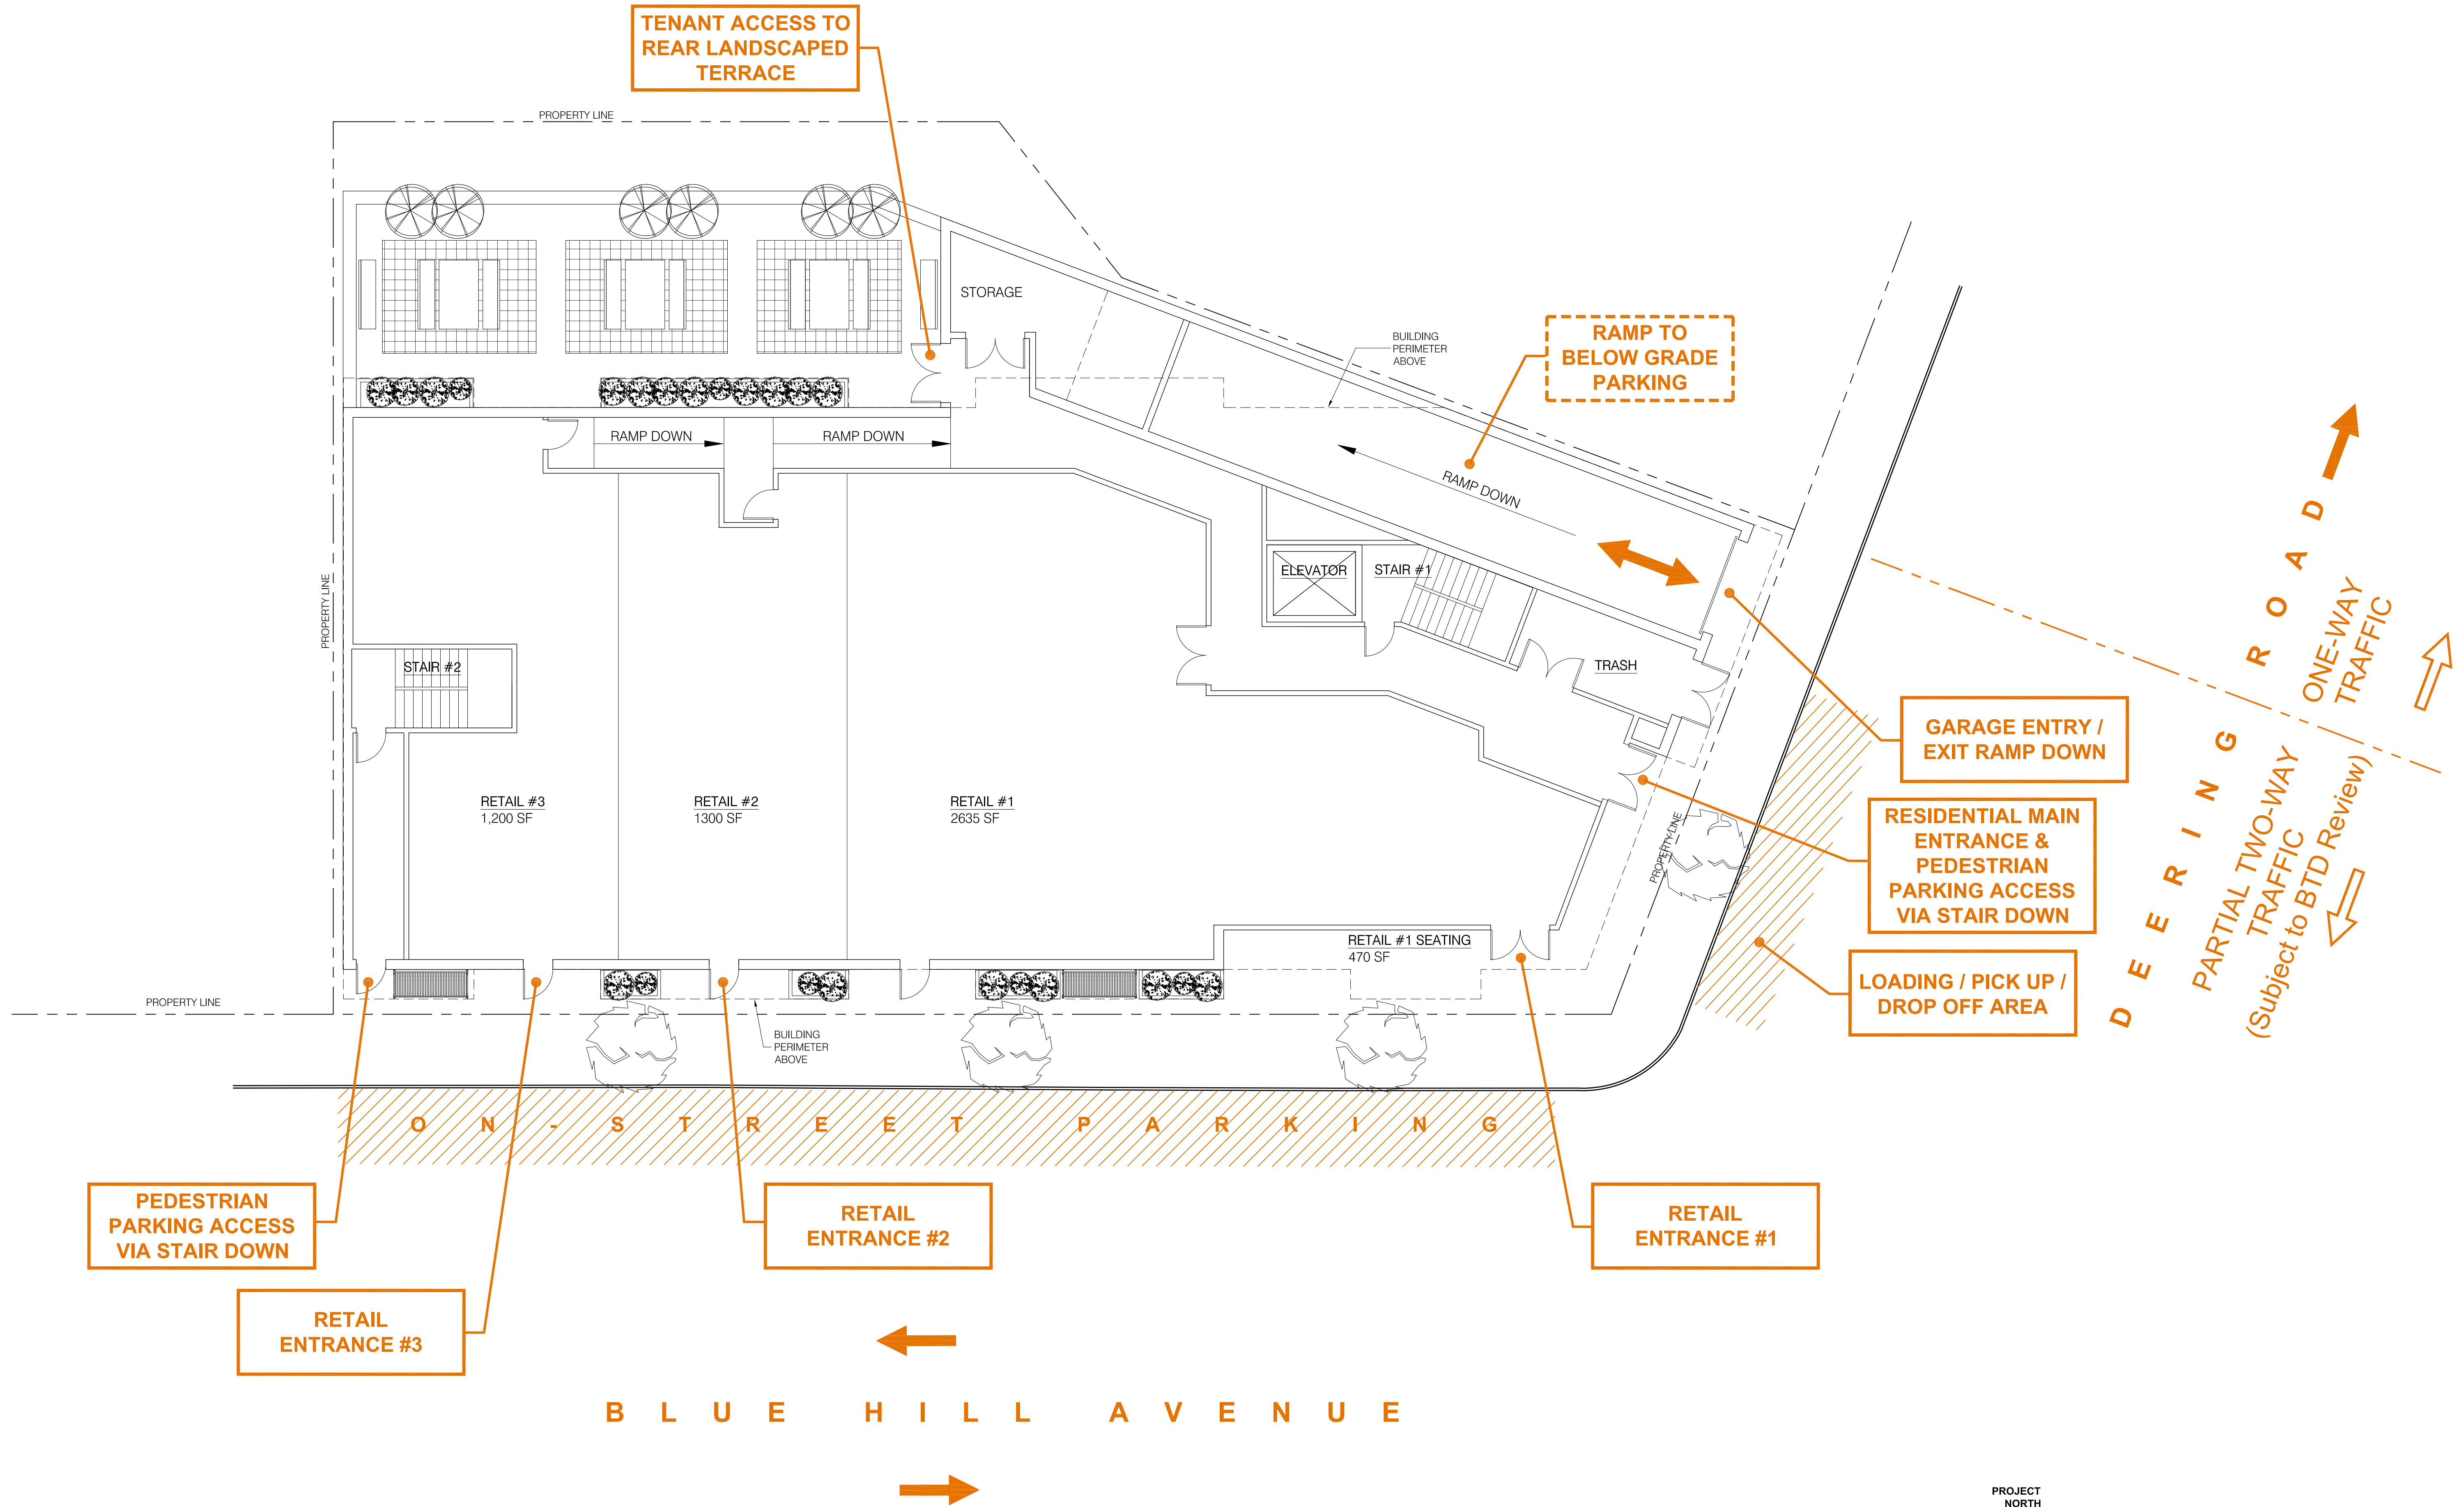 TENANT ACCESS TO
REAR LANDSCAPED
TERRACE
PROPERTY LINE
STORAGE
BUILDING
PERIMETER
ABOVE
RAMP TO
BELOW GRADE
PARKING
RAMP DOWN
RAMP DOWN
RAMP DOWN
ELEVATOR
STAIR #1
PROPERTY LINE
STAIR #2
TRASH
RETAIL #3
1,200 SF
RETAIL #2
1300 SF
RETAIL #1
2635 SF
RETAIL #1 SEATING
470 SF
PROPERTY LINE
GARAGE ENTRY /
EXIT RAMP DOWN
RESIDENTIAL MAIN
ENTRANCE &
PEDESTRIAN
PARKING ACCESS
VIA STAIR DOWN
LOADING / PICK UP /
DROP OFF AREA
DEERING ROAD
ONE-WAY
TRAFFIC
PARTIAL TWO-WAY
TRAFFIC
(Subject to BTD Review)
PROPERTY LINE
BUILDING
PERIMETER
ABOVE
ON-STREET PARKING
PEDESTRIAN
PARKING ACCESS
VIA STAIR DOWN
RETAIL
ENTRANCE #2
RETAIL
ENTRANCE #1
RETAIL
ENTRANCE #3
BLUE HILL AVENUE
PROJECT
NORTH